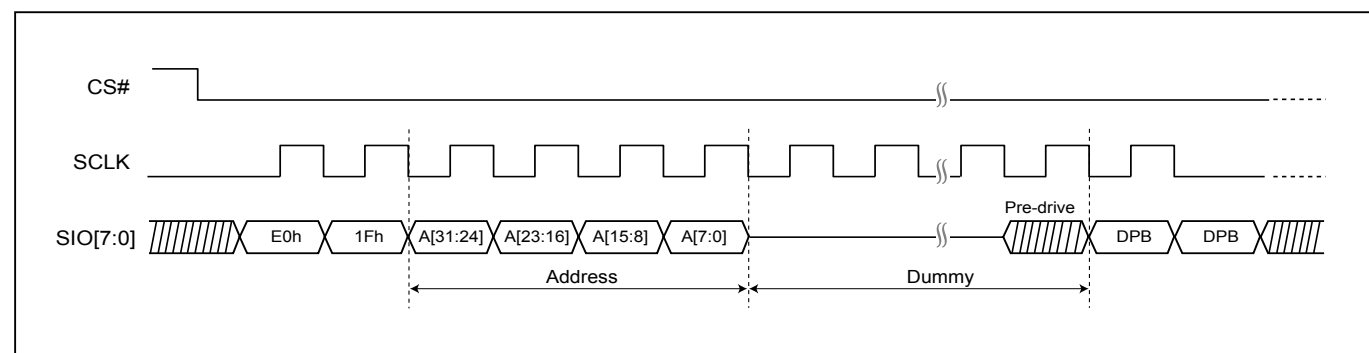 CS#
SCLK
Pre-drive
SIO[7:0] E0h 1Fh A[31:24] A[23:16] A[15:8] A[7:0] DPB DPB
Address Dummy